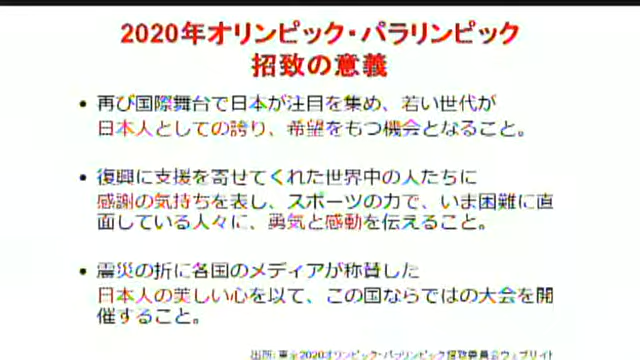 2020年オリンピック・パラリンピック
招致の意義
• 再び国際舞台で日本が注目を集め、若い世代が
日本人としての誇り、希望をもつ機会となること。
• 復興に支援を寄せてくれた世界中の人たちに
感謝の気持ちを表し、スポーツの力で、いま困難に直
面している人々に、勇気と感動を伝えること。
• 震災の折に各国のメディアが称賛した
日本人の美しい心を以て、この国ならではの大会を開
催すること。
出所:東京2020オリンピック・パラリンピック招致委員会ウェブサイト